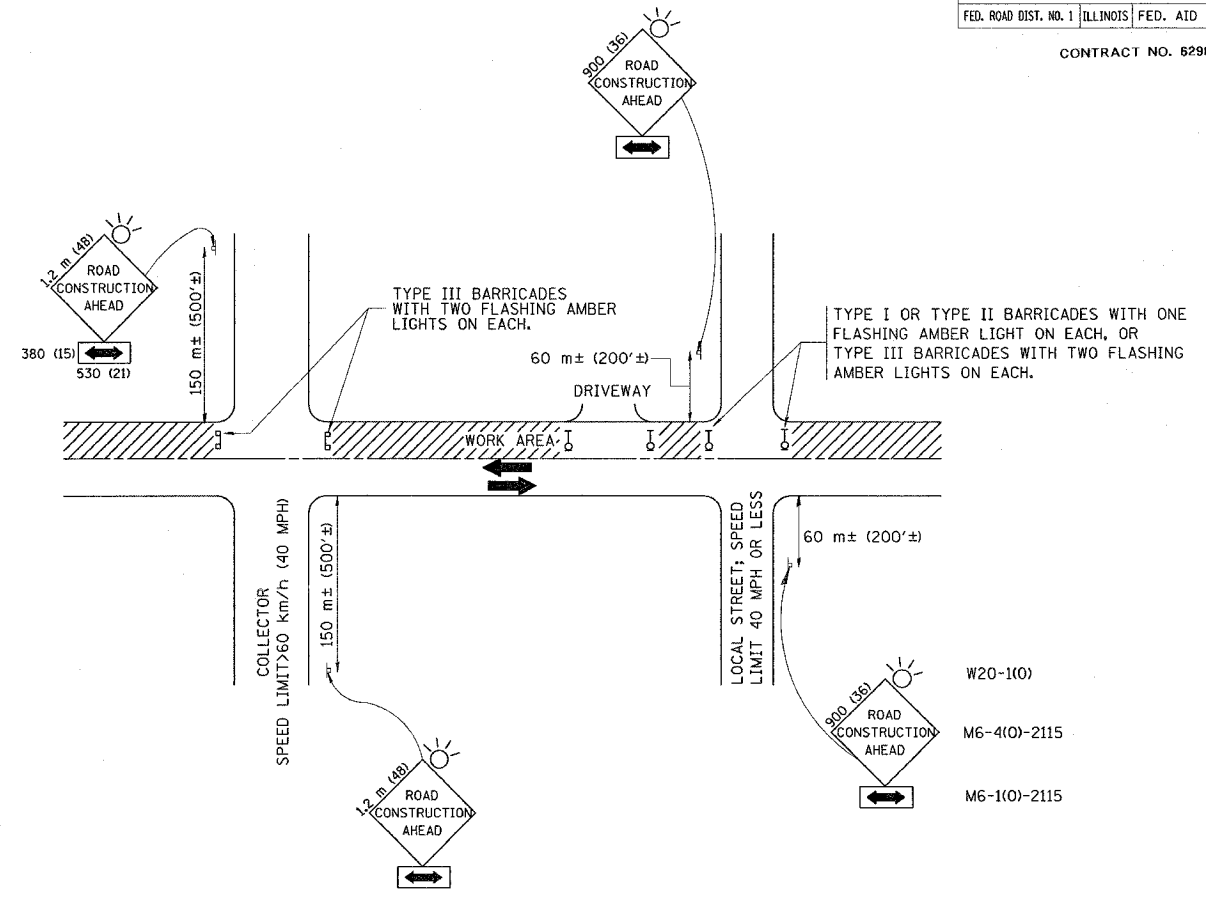 FED. ROAD DIST. NO. 1 ILLINOIS FED. AID
CONTRACT NO. 629
900 (36)
ROAD
CONSTRUCTION
AHEAD
1.2 m (48)
ROAD
CONSTRUCTION
AHEAD
380 (15)
530 (21)
150 m± (500'±)
TYPE III BARRICADES
WITH TWO FLASHING AMBER
LIGHTS ON EACH.
60 m± (200'±)
DRIVEWAY
TYPE I OR TYPE II BARRICADES WITH ONE
FLASHING AMBER LIGHT ON EACH, OR
TYPE III BARRICADES WITH TWO FLASHING
AMBER LIGHTS ON EACH.
WORK AREA
COLLECTOR
SPEED LIMIT>60 km/h (40 MPH)
150 m± (500'±)
LOCAL STREET; SPEED
LIMIT 40 MPH OR LESS
60 m± (200'±)
1.2 m (48)
ROAD
CONSTRUCTION
AHEAD
900 (36)
ROAD
CONSTRUCTION
AHEAD
W20-1(O)
M6-4(O)-2115
M6-1(O)-2115